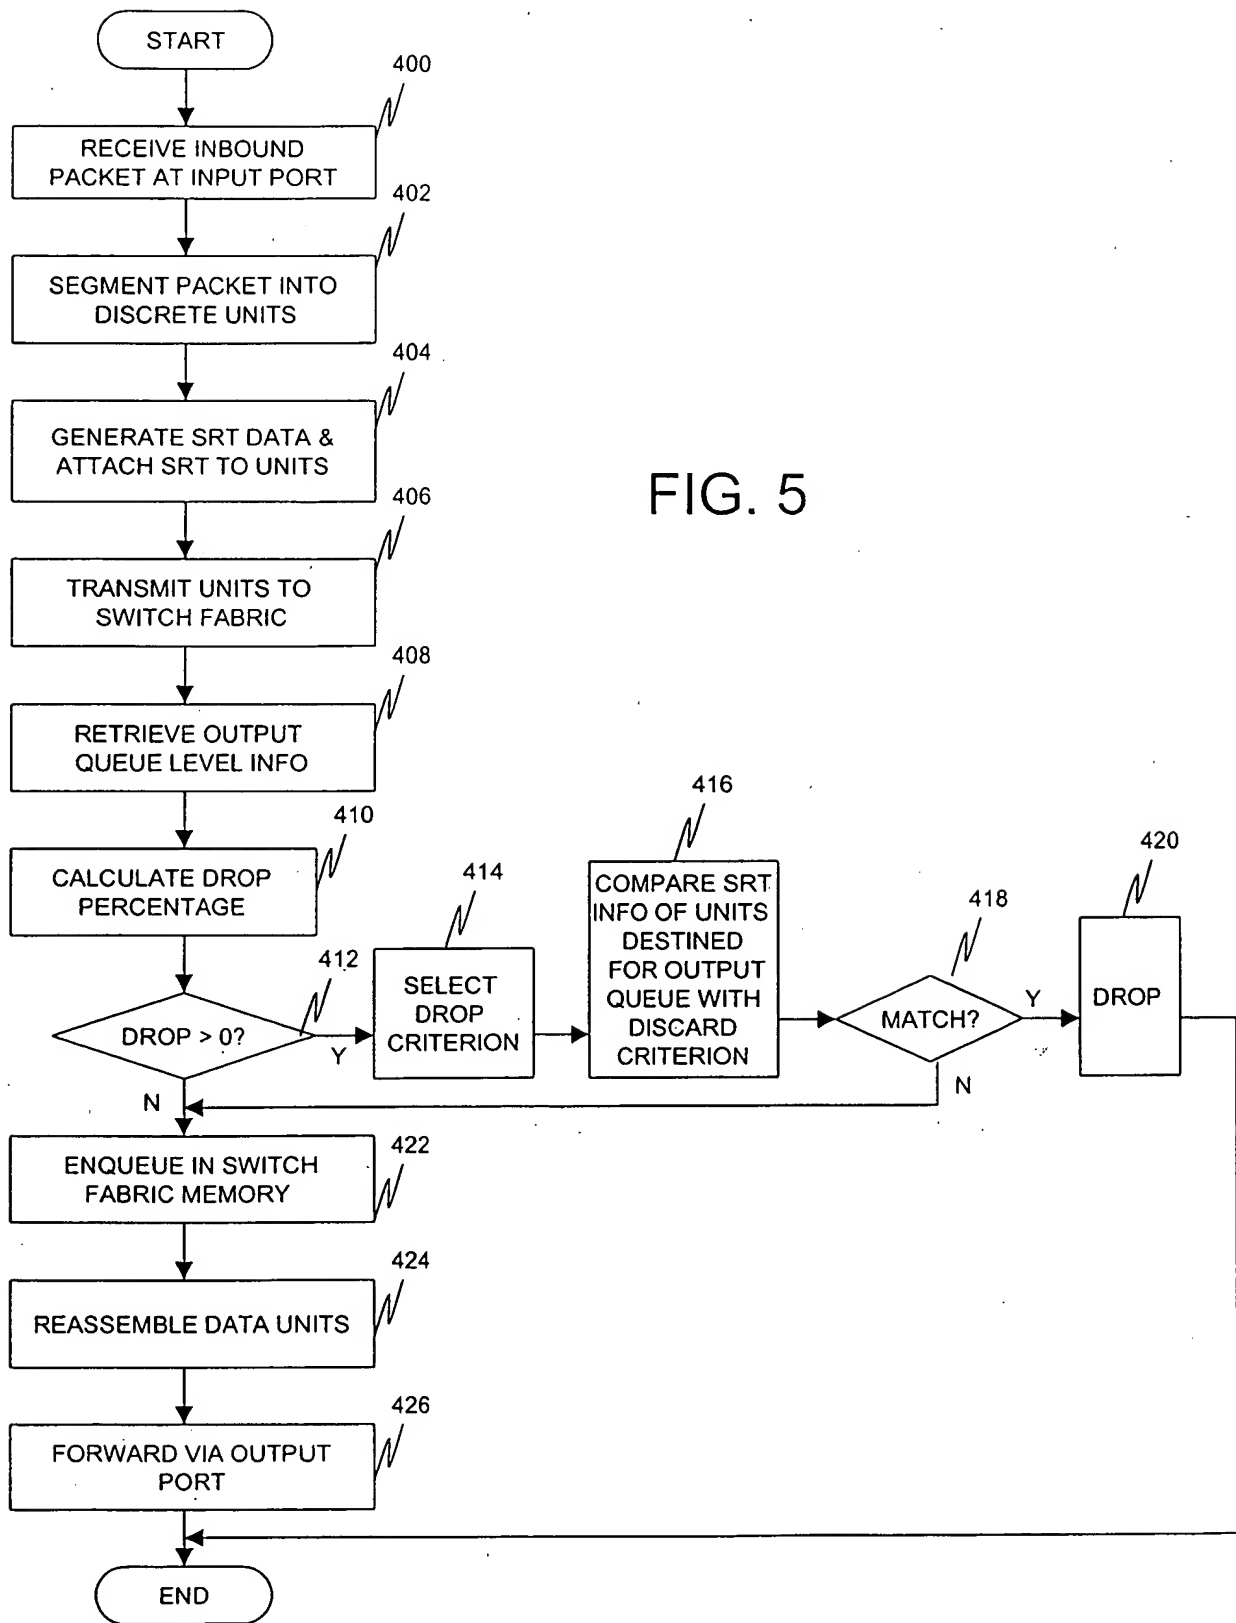 START
400
RECEIVE INBOUND
PACKET AT INPUT PORT
402
SEGMENT PACKET INTO
DISCRETE UNITS
404
GENERATE SRT DATA &
ATTACH SRT TO UNITS
FIG. 5
406
TRANSMIT UNITS TO
SWITCH FABRIC
408
RETRIEVE OUTPUT
QUEUE LEVEL INFO
410
CALCULATE DROP
PERCENTAGE
412
DROP > 0?
Y
N
414
SELECT
DROP
CRITERION
416
COMPARE SRT
INFO OF UNITS
DESTINED
FOR OUTPUT
QUEUE WITH
DISCARD
CRITERION
418
MATCH?
Y
N
420
DROP
422
ENQUEUE IN SWITCH
FABRIC MEMORY
424
REASSEMBLE DATA UNITS
426
FORWARD VIA OUTPUT
PORT
END